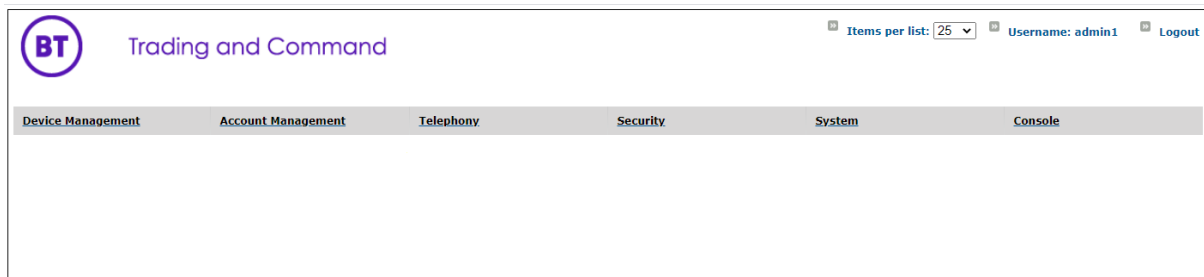 BT
Trading and Command
Items per list: 25 Username: admin1 Logout
Device Management Account Management Telephony Security System Console